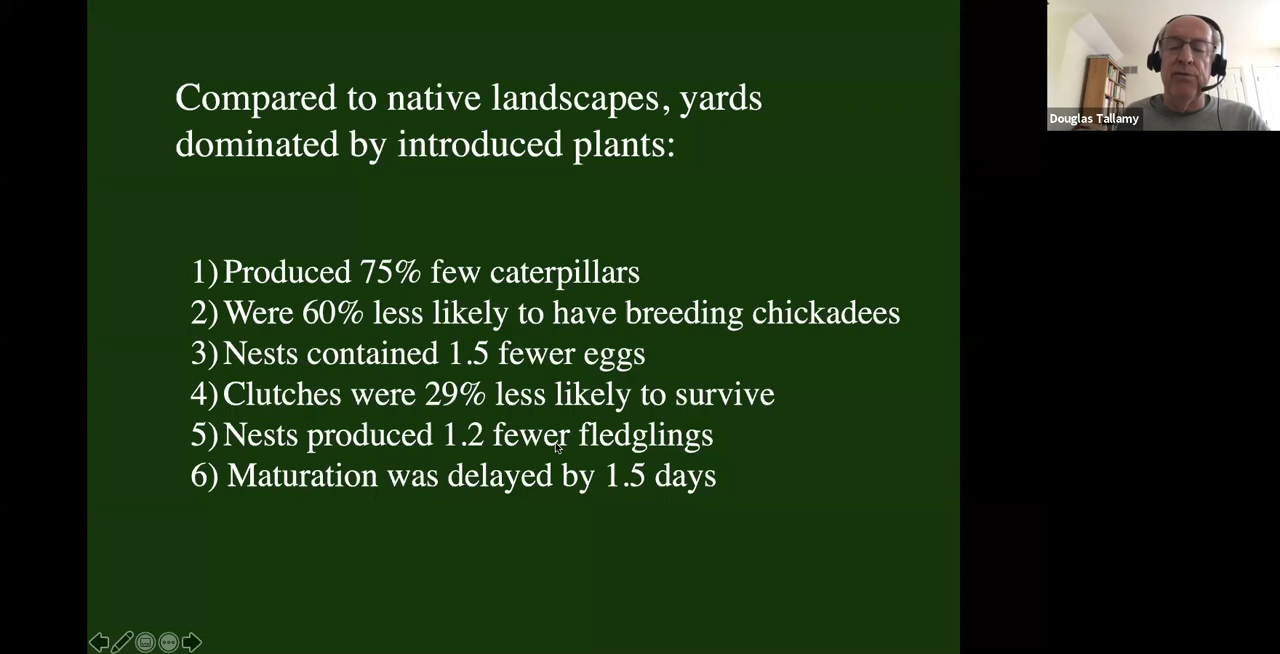 Compared to native landscapes, yards
dominated by introduced plants:
1) Produced 75% few caterpillars
2) Were 60% less likely to have breeding chickadees
3) Nests contained 1.5 fewer eggs
4) Clutches were 29% less likely to survive
5) Nests produced 1.2 fewer fledglings
6) Maturation was delayed by 1.5 days
Douglas Tallamy